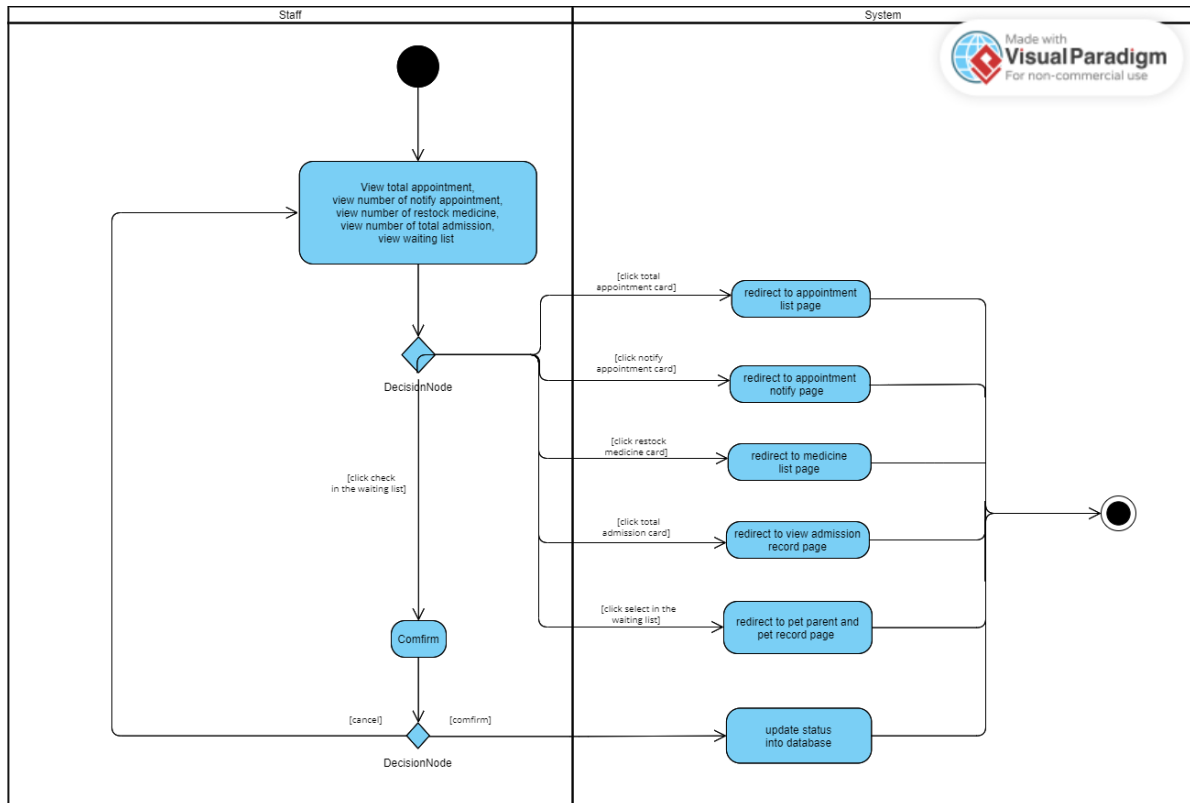 Staff
System
Made with
Visual Paradigm
For non-commercial use
View total appointment,
view number of notify appointment,
view number of restock medicine,
view number of total admission,
view waiting list
[click total
appointment card]
redirect to appointment
list page
DecisionNode
[click notify
appointment card]
redirect to appointment
notify page
[click restock
medicine card]
redirect to medicine
list page
[click check
in the waiting list]
[click total
admission card]
redirect to view admission
record page
[click select in the
waiting list]
redirect to pet parent and
pet record page
Comfirm
[cancel]
[comfirm]
update status
into database
DecisionNode